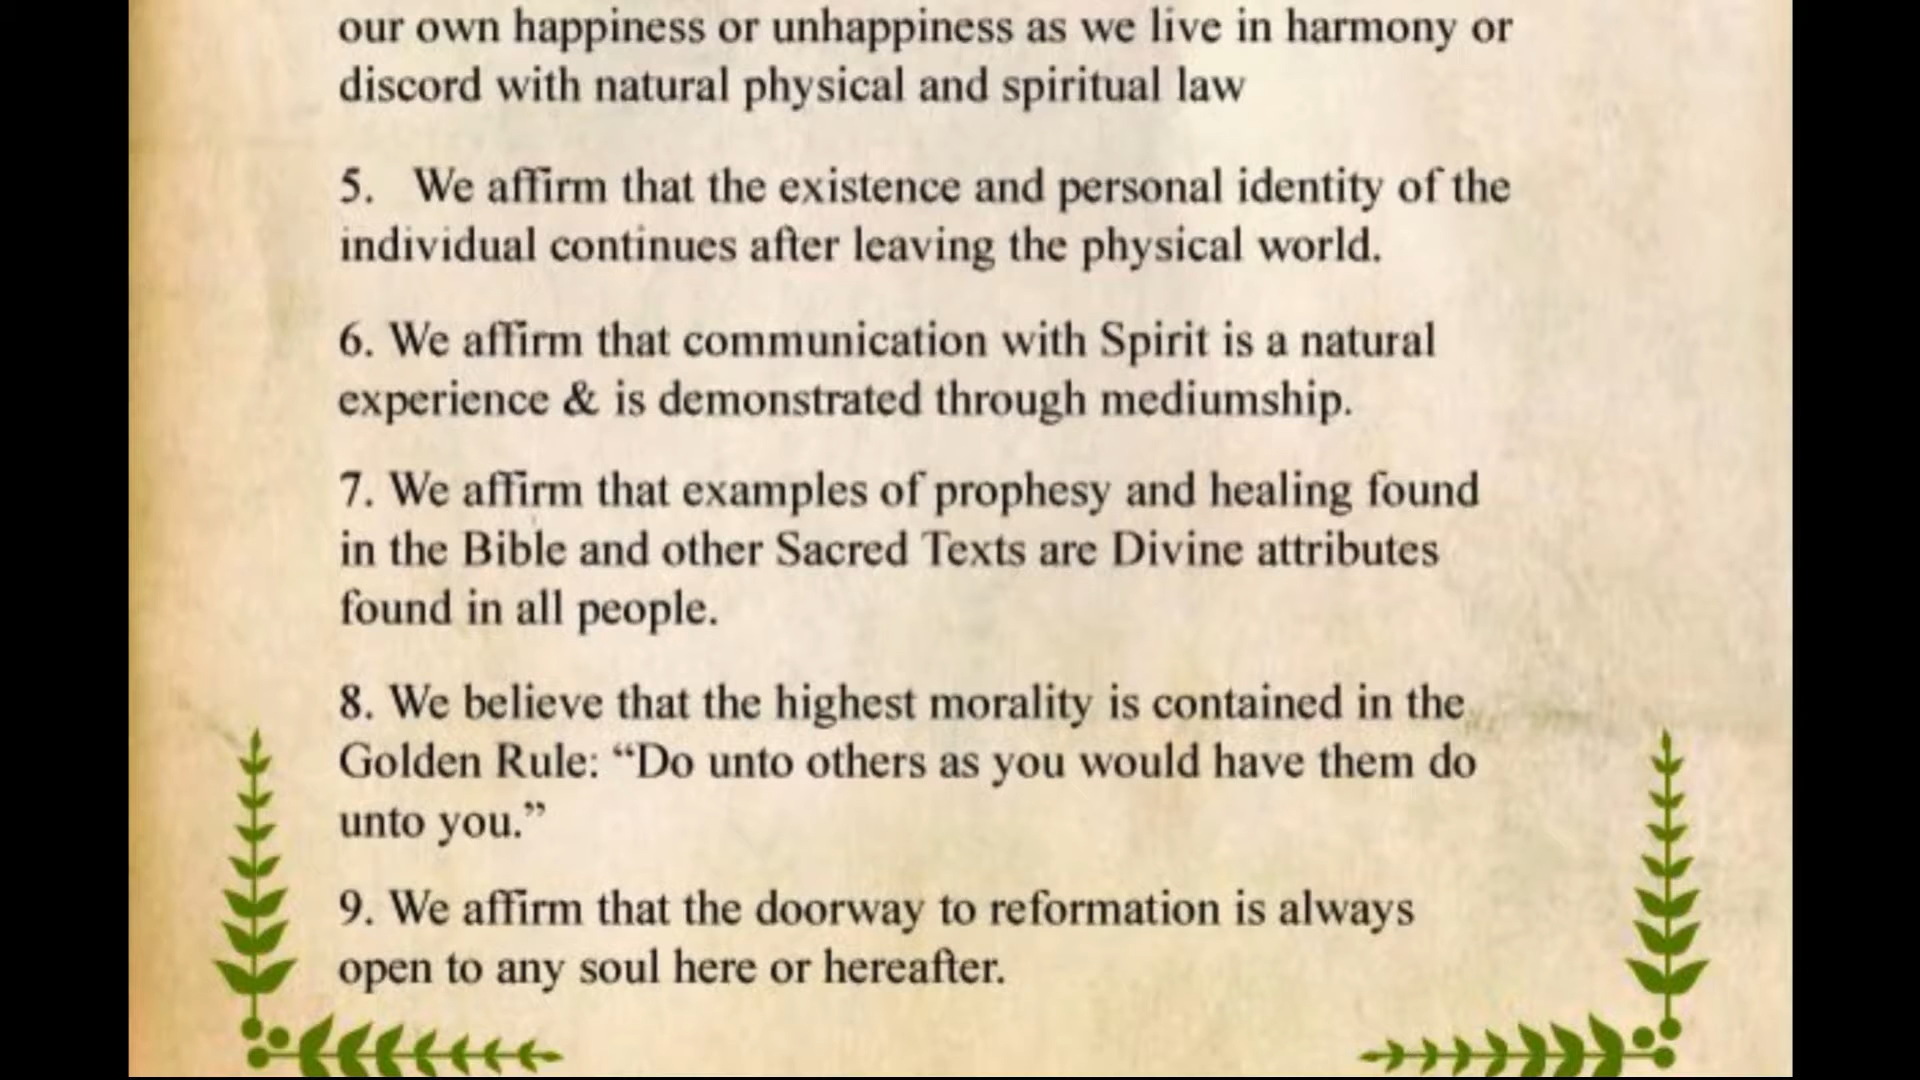 our own happiness or unhappiness as we live in harmony or
discord with natural physical and spiritual law
5. We affirm that the existence and personal identity of the
individual continues after leaving the physical world.
6. We affirm that communication with Spirit is a natural
experience & is demonstrated through mediumship.
7. We affirm that examples of prophesy and healing found
in the Bible and other Sacred Texts are Divine attributes
found in all people.
8. We believe that the highest morality is contained in the
Golden Rule: “Do unto others as you would have them do
unto you.”
9. We affirm that the doorway to reformation is always
open to any soul here or hereafter.